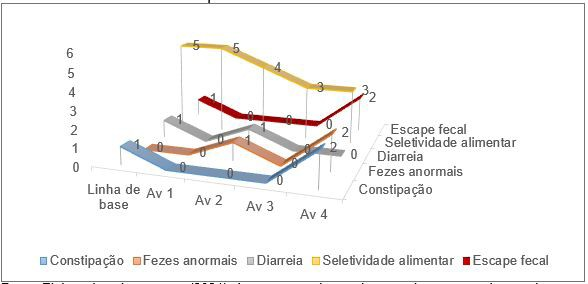 6
5
4
3
2
1
0
5 5 4 3 3
1 0 0 0 2
1 0 1 0 0
0 0 1 0 2
1 0 0 0 2
Linha de base
Av 1
Av 2
Av 3
Av 4
Escape fecal
Seletividade alimentar
Diarreia
Fezes anormais
Constipação
Constipação Fezes anormais Diarreia Seletividade alimentar Escape fecal